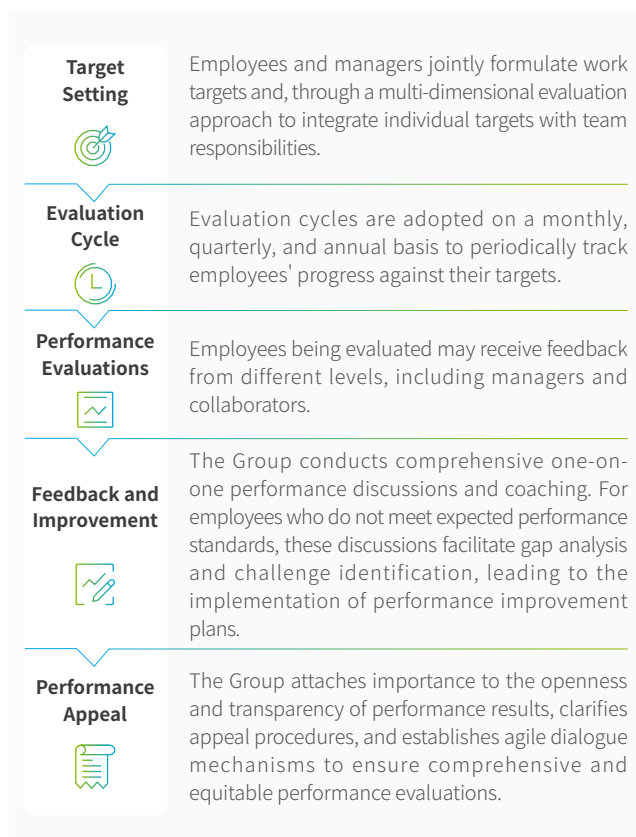 Target
Setting
Employees and managers jointly formulate work
targets and, through a multi-dimensional evaluation
approach to integrate individual targets with team
responsibilities.
Evaluation
Cycle
Evaluation cycles are adopted on a monthly,
quarterly, and annual basis to periodically track
employees' progress against their targets.
Performance
Evaluations
Employees being evaluated may receive feedback
from different levels, including managers and
collaborators.
Feedback and
Improvement
The Group conducts comprehensive one-on-
one performance discussions and coaching. For
employees who do not meet expected performance
standards, these discussions facilitate gap analysis
and challenge identification, leading to the
implementation of performance improvement
plans.
Performance
Appeal
The Group attaches importance to the openness
and transparency of performance results, clarifies
appeal procedures, and establishes agile dialogue
mechanisms to ensure comprehensive and
equitable performance evaluations.